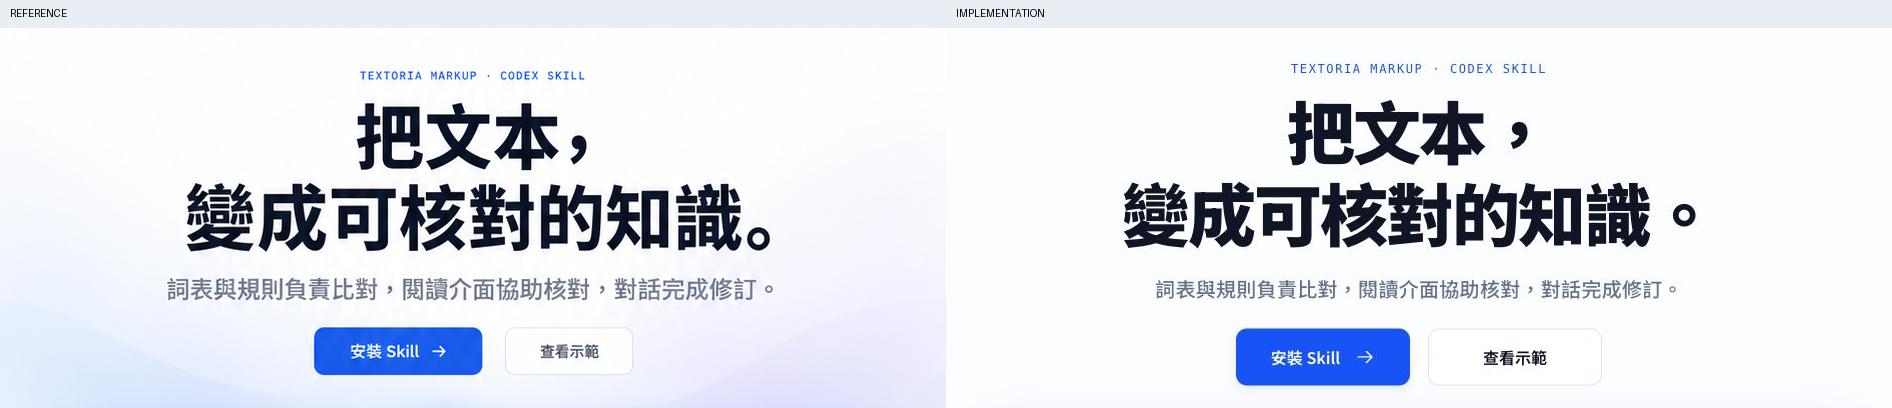 REFERENCE
TEXTORIA MARKUP · CODEX SKILL
把文本，
變成可核對的知識。
詞表與規則負責比對，閱讀介面協助核對，對話完成修訂。
安裝 Skill →
查看示範
IMPLEMENTATION
TEXTORIA MARKUP · CODEX SKILL
把文本，
變成可核對的知識。
詞表與規則負責比對，閱讀介面協助核對，對話完成修訂。
安裝 Skill →
查看示範